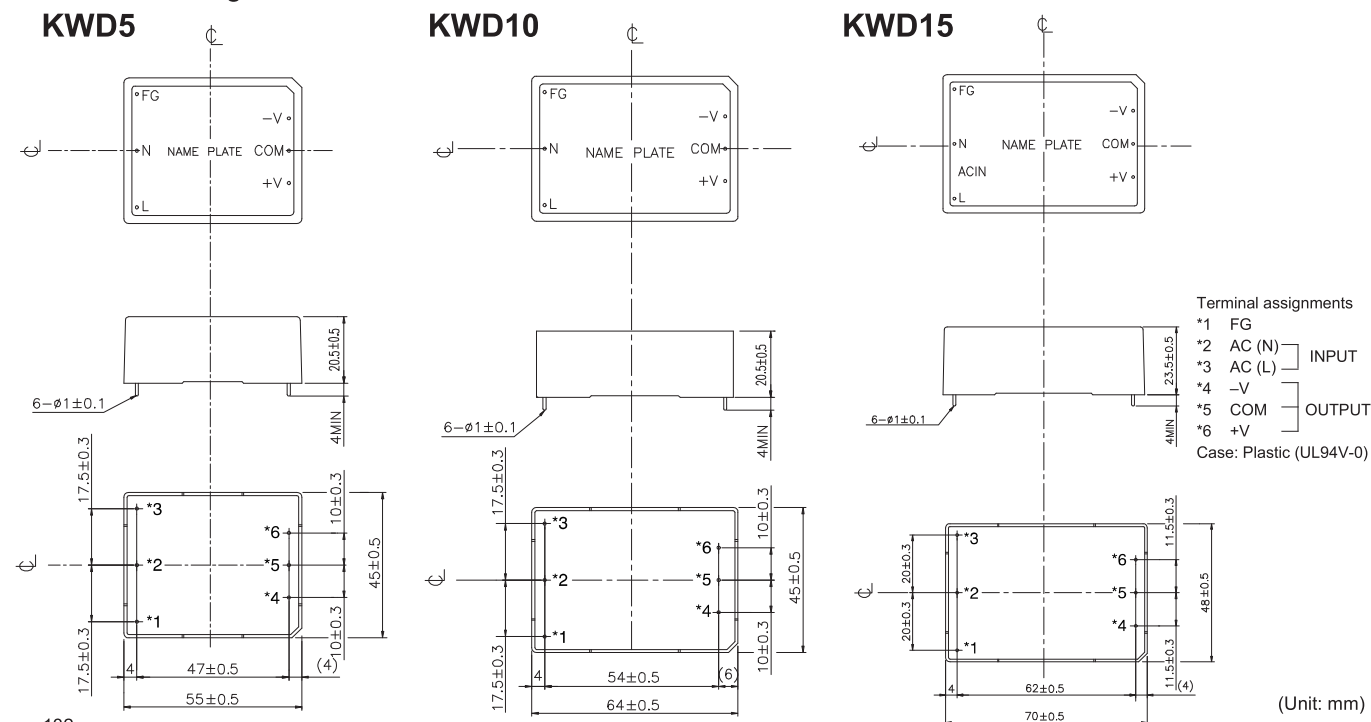 KWD5
KWD10
KWD15
FG
−V
N NAME PLATE COM
+V
L
FG
−V
N NAME PLATE COM
+V
L
FG
−V
N NAME PLATE COM
ACIN +V
L
20.5±0.5
6−ø1±0.1
4MIN
20.5±0.5
6−ø1±0.1
4MIN
23.5±0.5
6−ø1±0.1
4MIN
Terminal assignments
*1 FG
*2 AC (N)
*3 AC (L)
INPUT
*4 −V
*5 COM
*6 +V
OUTPUT
Case: Plastic (UL94V-0)
17.5±0.3
17.5±0.3
*3
*2
*1
*6
*5
*4
10±0.3
10±0.3
45±0.5
4
47±0.5
(4)
55±0.5
17.5±0.3
17.5±0.3
*3
*2
*1
*6
*5
*4
10±0.3
10±0.3
45±0.5
4
54±0.5
(6)
64±0.5
20±0.3
20±0.3
*3
*2
*1
*6
*5
*4
11.5±0.3
11.5±0.3
48±0.5
4
62±0.5
(4)
70±0.5
(Unit: mm)